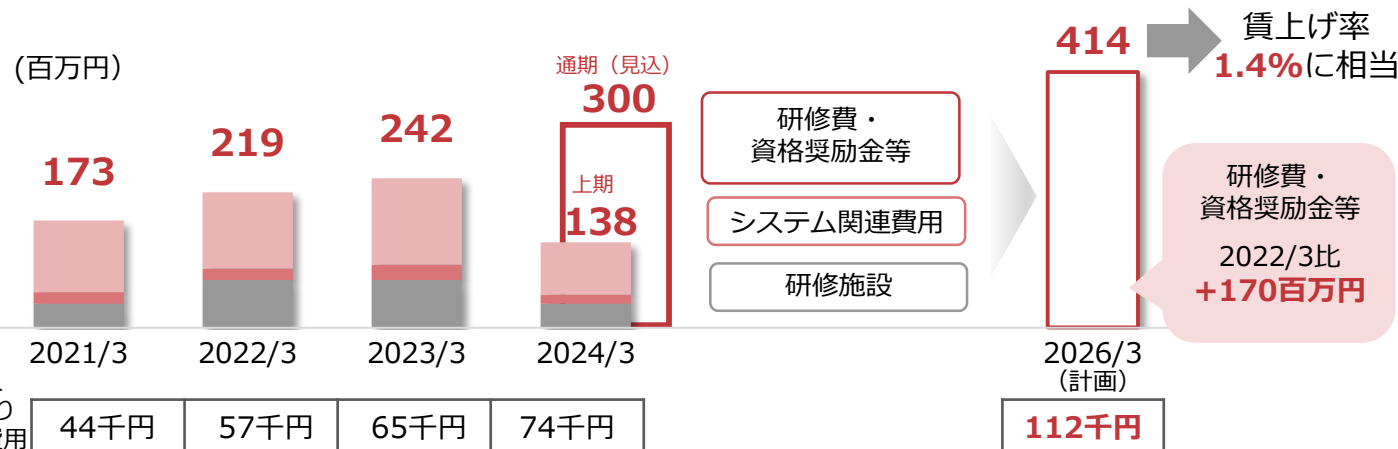 (百万円）
173
219
242
通期（見込）
300
上期
138
研修費・
資格奨励金等
システム関連費用
研修施設
414
賃上げ率
1.4%に相当
研修費・
資格奨励金等
2022/3比
+170百万円
2021/3
2022/3
2023/3
2024/3
2026/3
（計画）
44千円
57千円
65千円
74千円
112千円